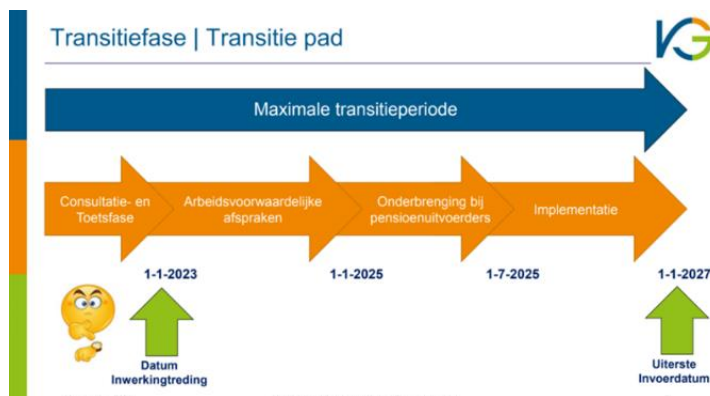 Transitiefase | Transitie pad
VG
Maximale transitieperiode
Consultatie- en
Toetsfase
Arbeidsvoorwaardelijke
afspraken
Onderbrenging bij
pensioenuitvoerders
Implementatie
1-1-2023
1-1-2025
1-7-2025
1-1-2027
Datum
Inwerkingtreding
Uiterste
Invoerdatum